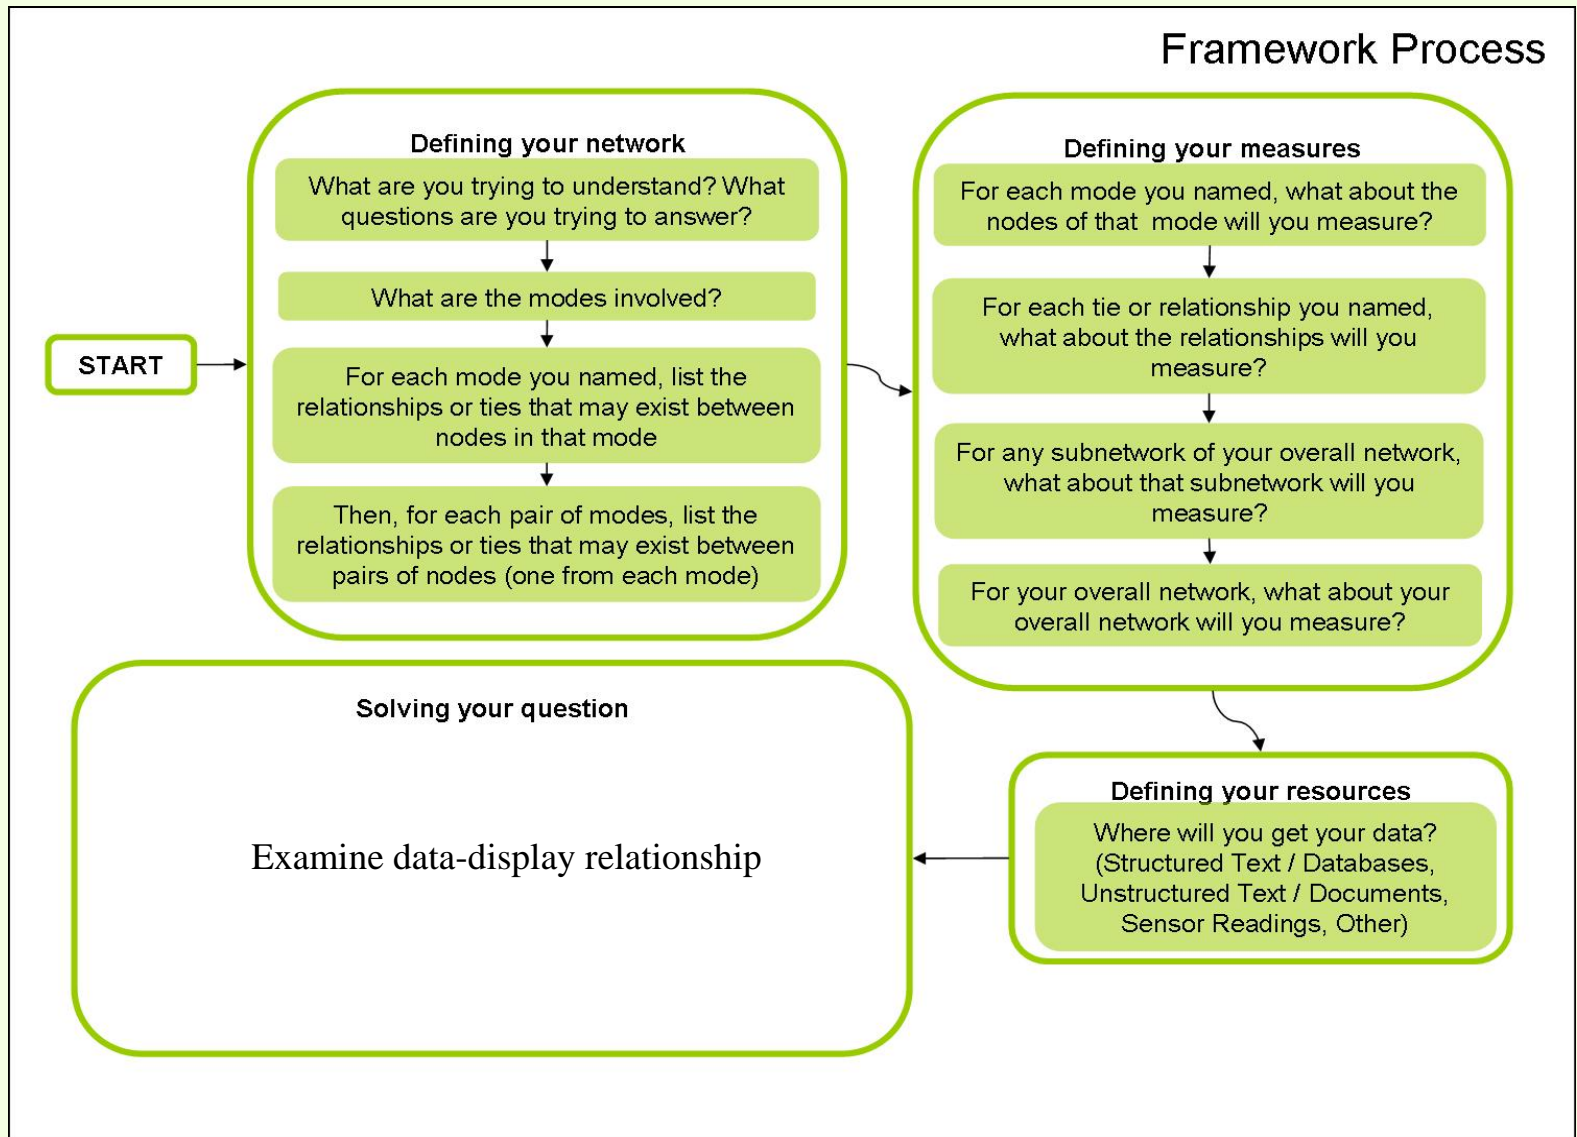 Framework Process
START
Defining your network
What are you trying to understand? What
questions are you trying to answer?
What are the modes involved?
For each mode you named, list the
relationships or ties that may exist between
nodes in that mode
Then, for each pair of modes, list the
relationships or ties that may exist between
pairs of nodes (one from each mode)
Defining your measures
For each mode you named, what about the
nodes of that mode will you measure?
For each tie or relationship you named,
what about the relationships will you
measure?
For any subnetwork of your overall network,
what about that subnetwork will you
measure?
For your overall network, what about your
overall network will you measure?
Defining your resources
Where will you get your data?
(Structured Text / Databases,
Unstructured Text / Documents,
Sensor Readings, Other)
Solving your question
Examine data-display relationship